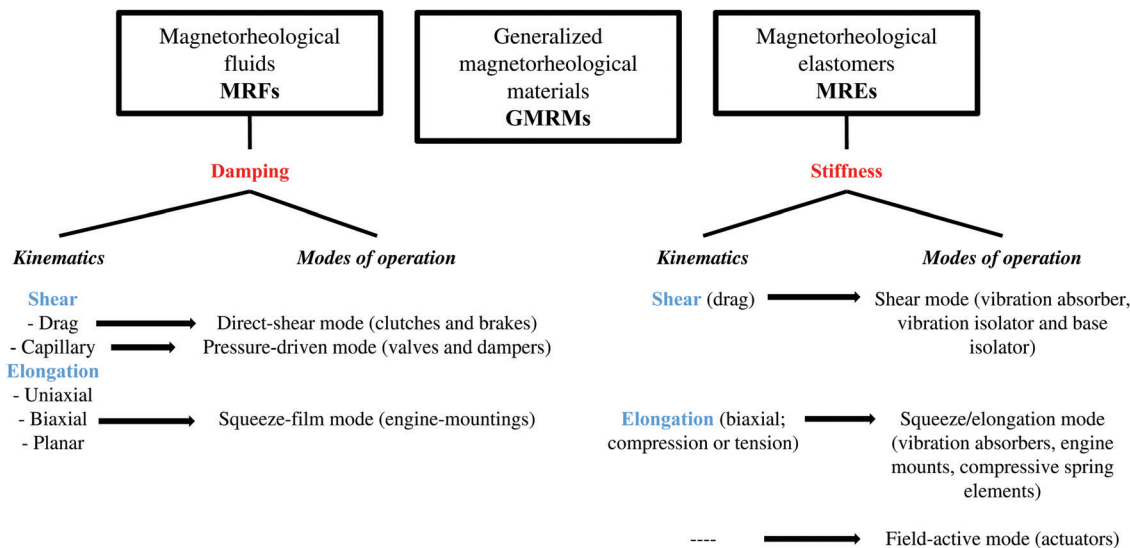 Magnetorheological
fluids
MRFs
Generalized
magnetorheological
materials
GMRMs
Magnetorheological
elastomers
MREs
Damping
Kinematics
Modes of operation
Shear
- Drag
Direct-shear mode (clutches and brakes)
- Capillary
Pressure-driven mode (valves and dampers)
Elongation
- Uniaxial
- Biaxial
Squeeze-film mode (engine-mountings)
- Planar
Stiffness
Kinematics
Modes of operation
Shear (drag)
Shear mode (vibration absorber,
vibration isolator and base
isolator)
Elongation (biaxial;
compression or tension)
Squeeze/elongation mode
(vibration absorbers, engine
mounts, compressive spring
elements)
----
Field-active mode (actuators)